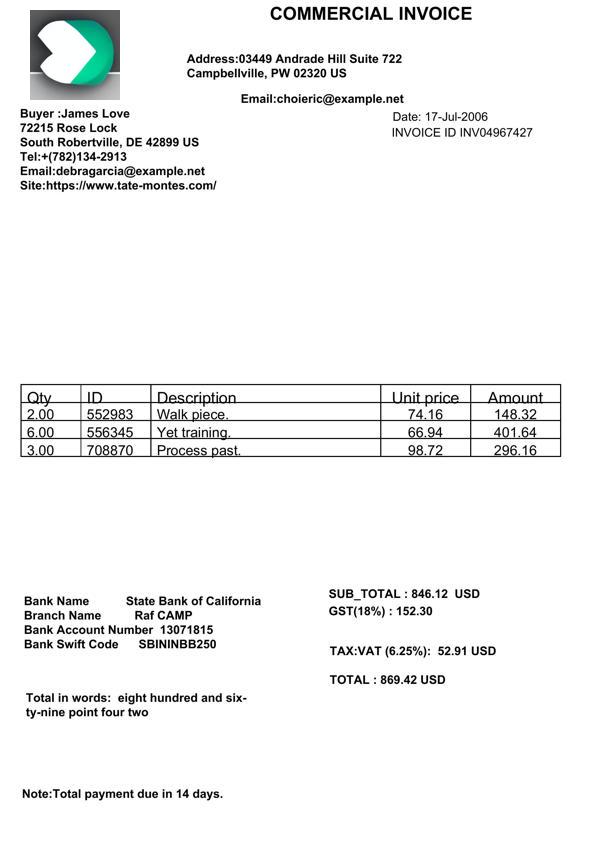 COMMERCIAL INVOICE
Address:03449 Andrade Hill Suite 722
Campbellville, PW 02320 US
Email:choieric@example.net
Buyer :James Love
72215 Rose Lock
South Robertville, DE 42899 US
Tel:+(782)134-2913
Email:debragarcia@example.net
Site:https://www.tate-montes.com/
Date: 17-Jul-2006
INVOICE ID INV04967427
Qty ID Description Unit price Amount
2.00 552983 Walk piece. 74.16 148.32
6.00 556345 Yet training. 66.94 401.64
3.00 708870 Process past. 98.72 296.16
Bank Name State Bank of California
Branch Name Raf CAMP
Bank Account Number 13071815
Bank Swift Code SBININBB250
SUB_TOTAL : 846.12 USD
GST(18%) : 152.30
TAX:VAT (6.25%): 52.91 USD
TOTAL : 869.42 USD
Total in words: eight hundred and six-
ty-nine point four two
Note:Total payment due in 14 days.